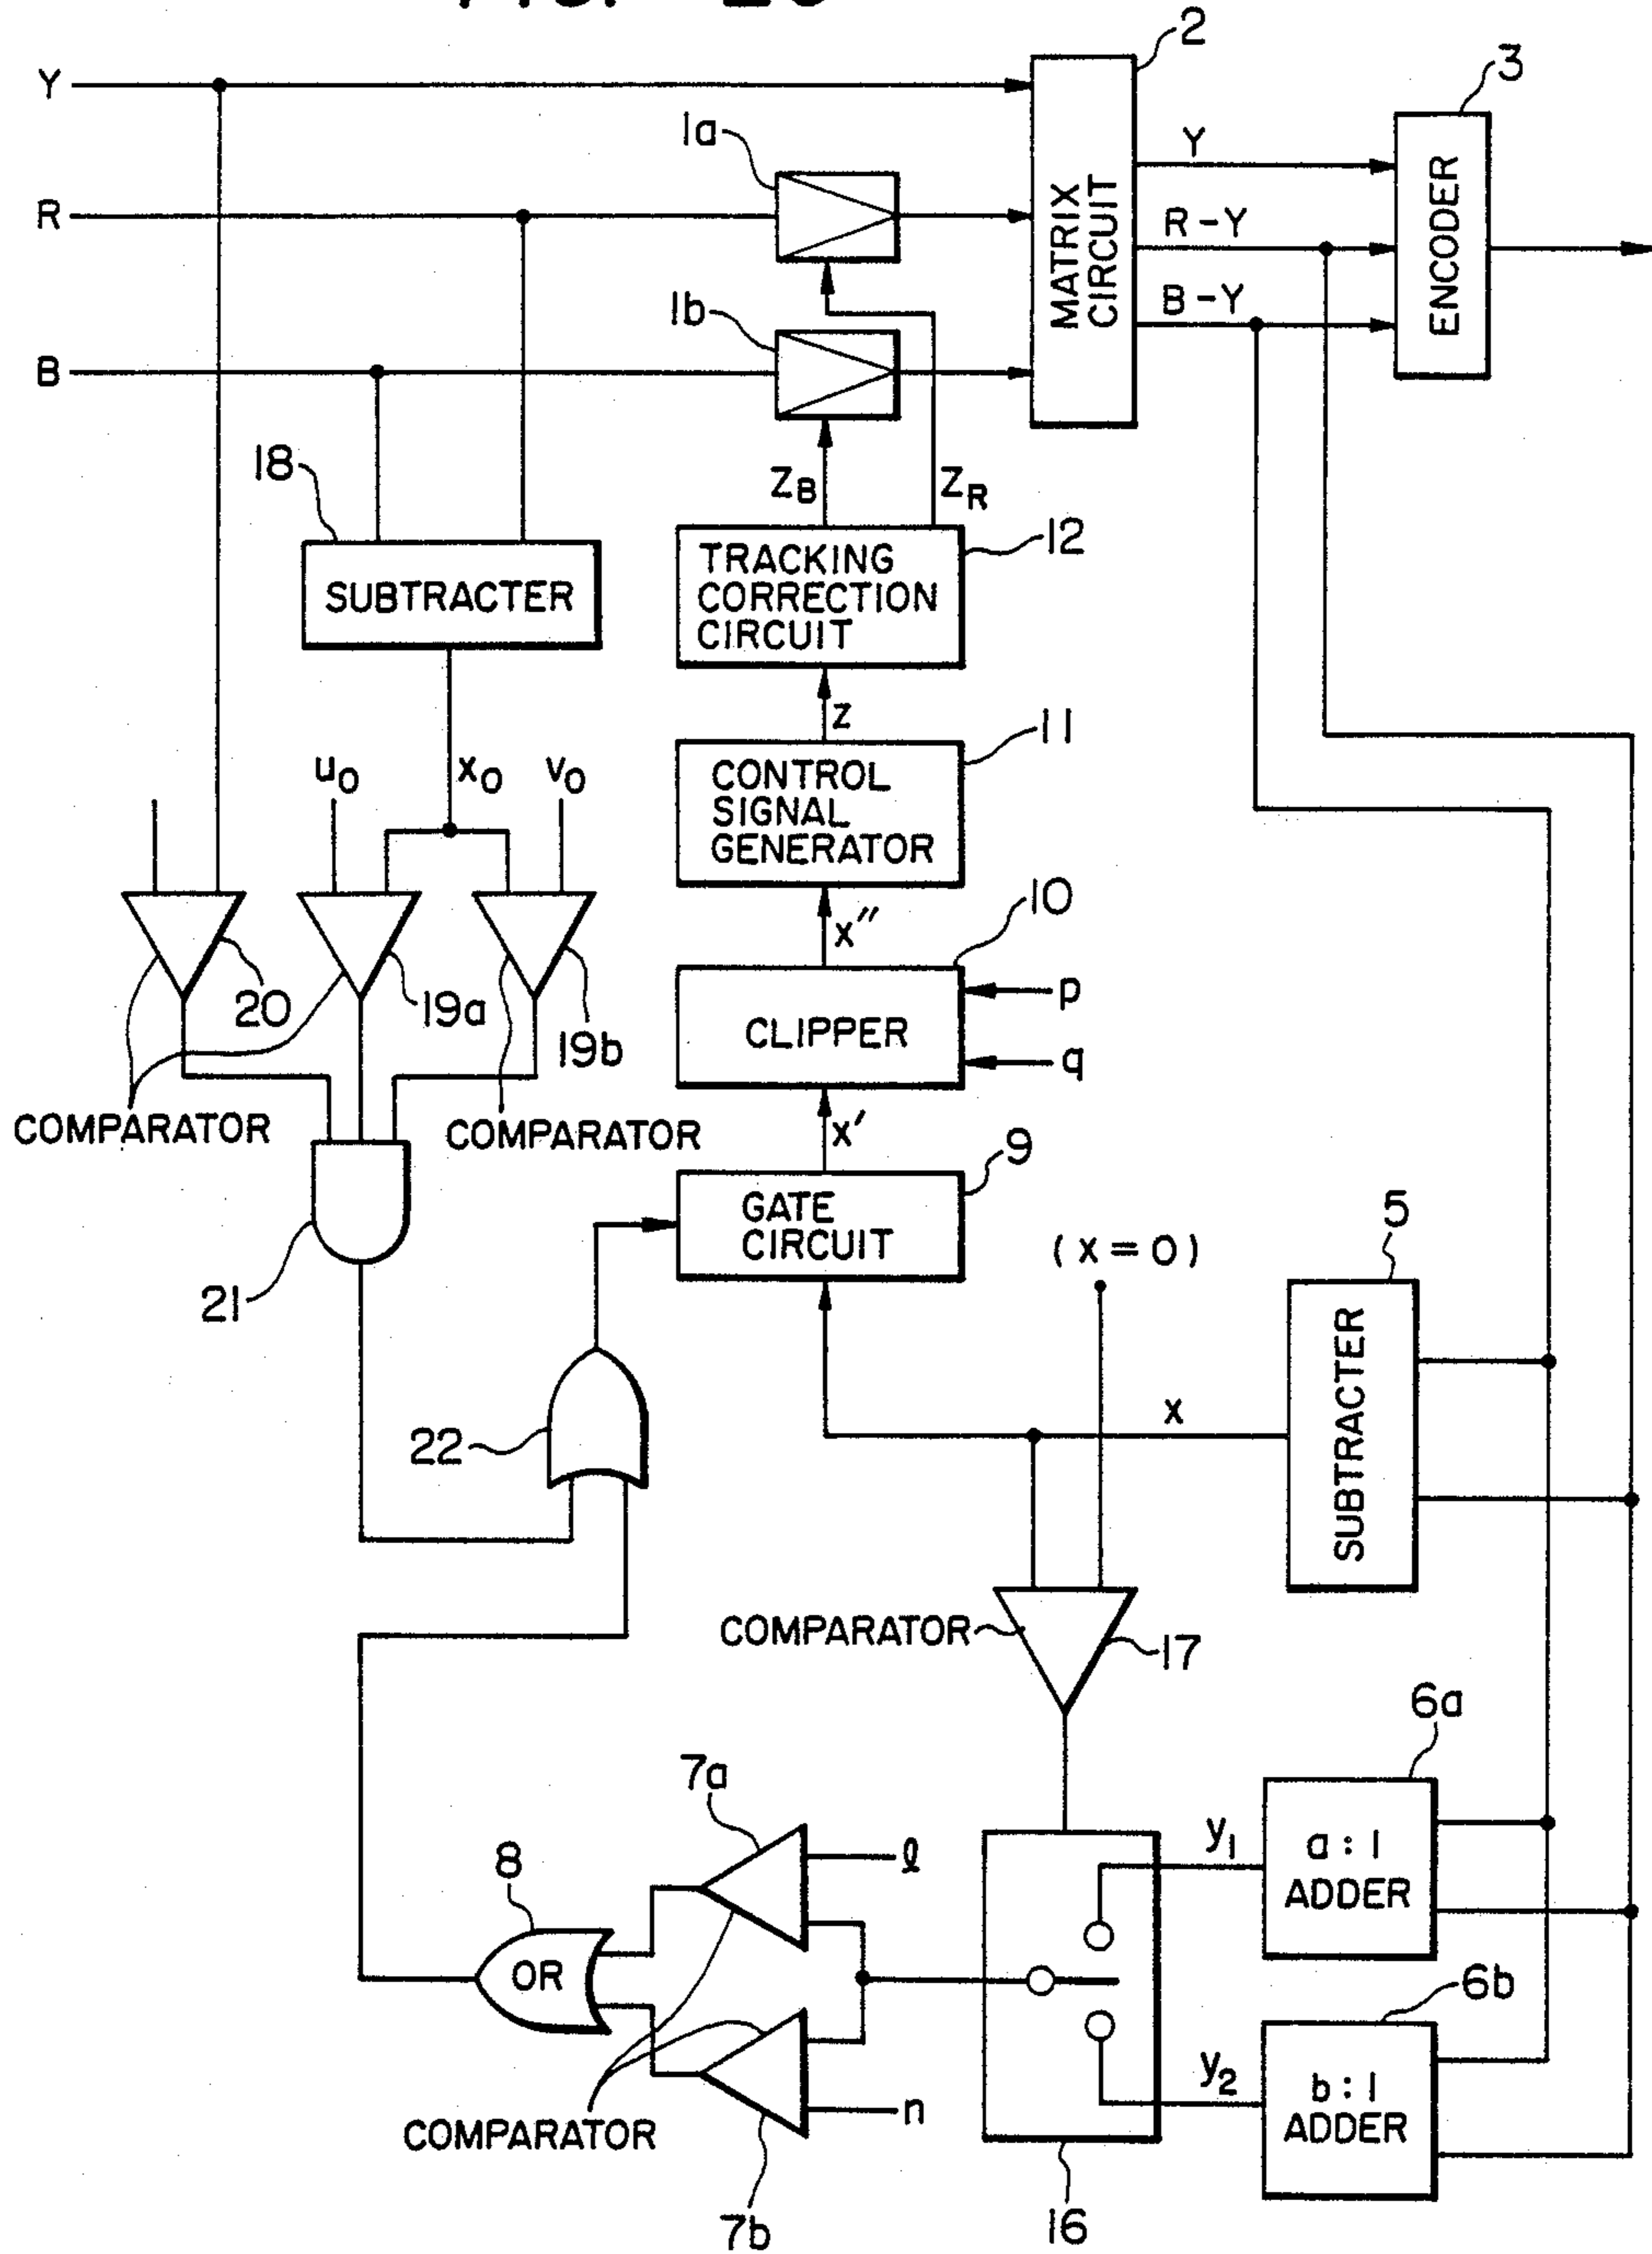 2
Y
3
1a
Y
R
MATRIX
CIRCUIT
R-Y
ENCODER
1b
B-Y
B
18
ZB
ZR
12
SUBTRACTER
TRACKING
CORRECTION
CIRCUIT
z
11
u0
x0
v0
CONTROL
SIGNAL
GENERATOR
x″
10
20
19a
19b
CLIPPER
p
q
COMPARATOR
COMPARATOR
x′
9
GATE
CIRCUIT
(x=0)
5
21
SUBTRACTER
x
22
COMPARATOR
17
6a
7a
8
ℓ
y1
a:1
ADDER
OR
6b
y2
b:1
ADDER
n
COMPARATOR
7b
16